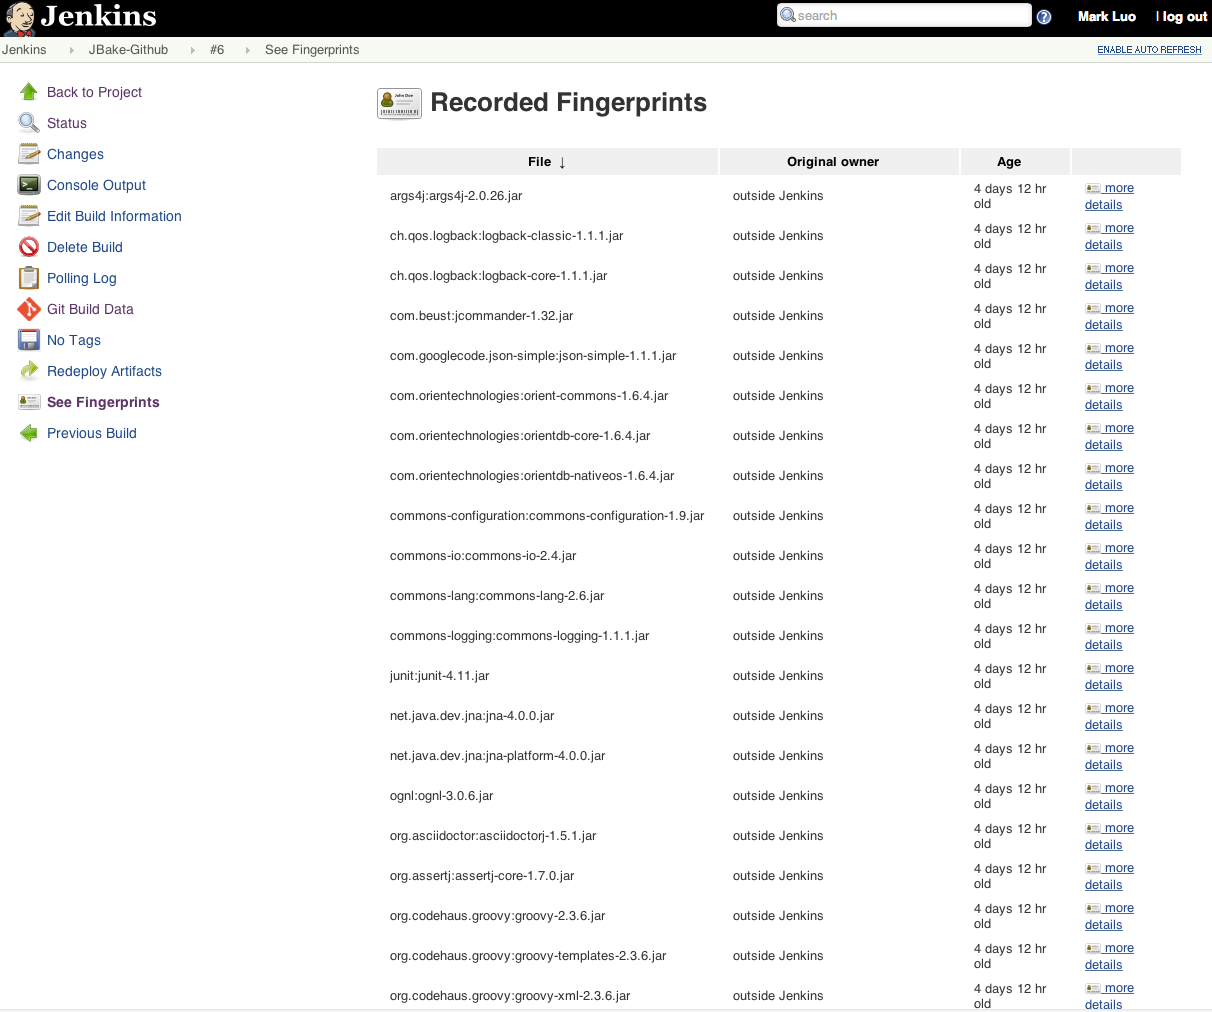 Jenkins
search
Mark Luo | log out
Jenkins JBake-Github #6 See Fingerprints
ENABLE AUTO REFRESH
Back to Project
Status
Changes
Console Output
Edit Build Information
Delete Build
Polling Log
Git Build Data
No Tags
Redeploy Artifacts
See Fingerprints
Previous Build
Recorded Fingerprints
File ↓ Original owner Age
args4j:args4j-2.0.26.jar outside Jenkins 4 days 12 hr old more details
ch.qos.logback:logback-classic-1.1.1.jar outside Jenkins 4 days 12 hr old more details
ch.qos.logback:logback-core-1.1.1.jar outside Jenkins 4 days 12 hr old more details
com.beust:jcommander-1.32.jar outside Jenkins 4 days 12 hr old more details
com.googlecode.json-simple:json-simple-1.1.1.jar outside Jenkins 4 days 12 hr old more details
com.orientechnologies:orient-commons-1.6.4.jar outside Jenkins 4 days 12 hr old more details
com.orientechnologies:orientdb-core-1.6.4.jar outside Jenkins 4 days 12 hr old more details
com.orientechnologies:orientdb-nativeos-1.6.4.jar outside Jenkins 4 days 12 hr old more details
commons-configuration:commons-configuration-1.9.jar outside Jenkins 4 days 12 hr old more details
commons-io:commons-io-2.4.jar outside Jenkins 4 days 12 hr old more details
commons-lang:commons-lang-2.6.jar outside Jenkins 4 days 12 hr old more details
commons-logging:commons-logging-1.1.1.jar outside Jenkins 4 days 12 hr old more details
junit:junit-4.11.jar outside Jenkins 4 days 12 hr old more details
net.java.dev.jna:jna-4.0.0.jar outside Jenkins 4 days 12 hr old more details
net.java.dev.jna:jna-platform-4.0.0.jar outside Jenkins 4 days 12 hr old more details
ognl:ognl-3.0.6.jar outside Jenkins 4 days 12 hr old more details
org.asciidoctor:asciidoctorj-1.5.1.jar outside Jenkins 4 days 12 hr old more details
org.assertj:assertj-core-1.7.0.jar outside Jenkins 4 days 12 hr old more details
org.codehaus.groovy:groovy-2.3.6.jar outside Jenkins 4 days 12 hr old more details
org.codehaus.groovy:groovy-templates-2.3.6.jar outside Jenkins 4 days 12 hr old more details
org.codehaus.groovy:groovy-xml-2.3.6.jar outside Jenkins 4 days 12 hr old more details